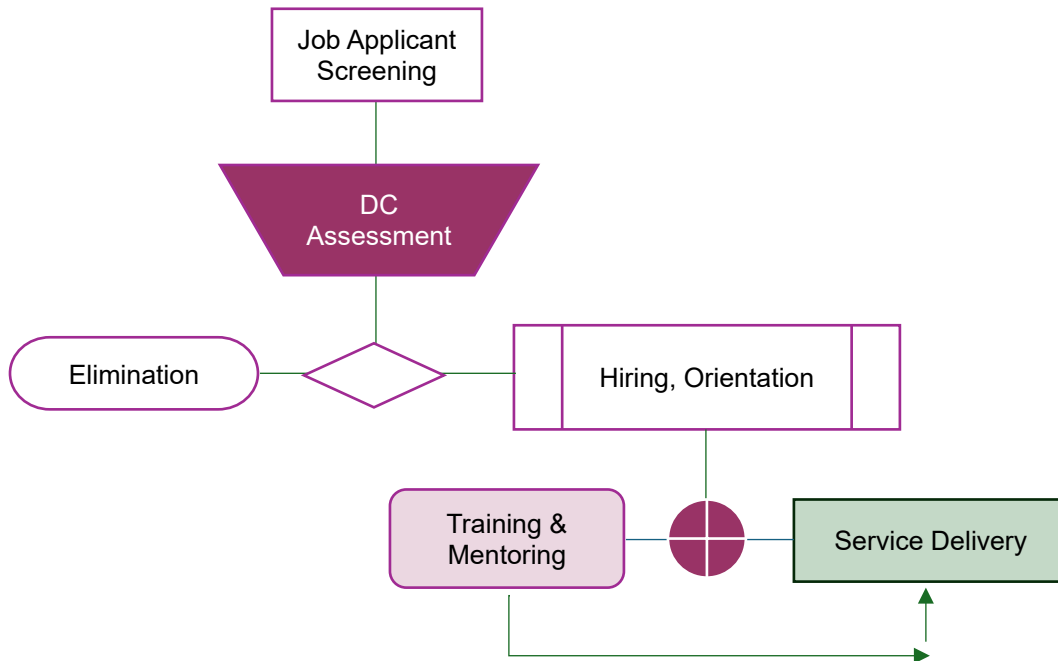 Job Applicant
Screening
DC
Assessment
Elimination
Hiring, Orientation
Training &
Mentoring
Service Delivery